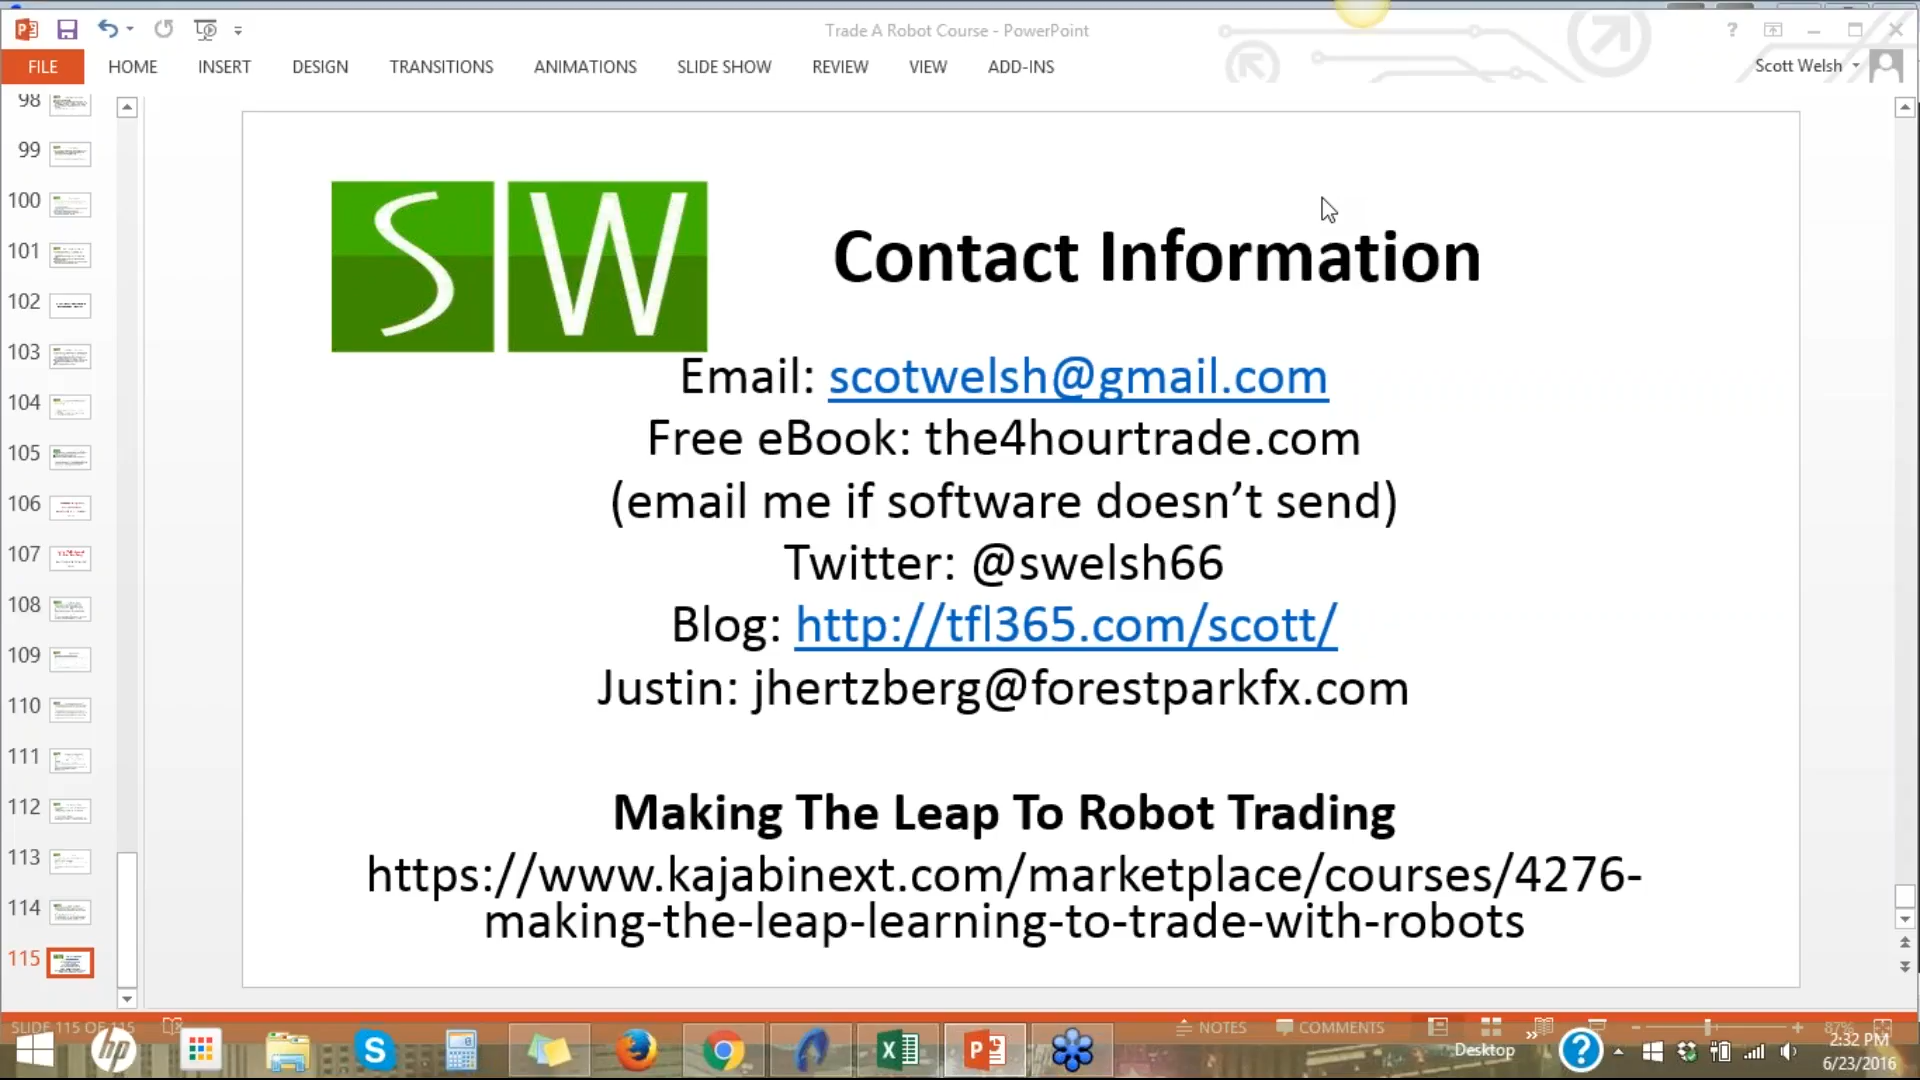 Trade A Robot Course - PowerPoint
?
FILE
HOME
INSERT
DESIGN
TRANSITIONS
ANIMATIONS
SLIDE SHOW
REVIEW
VIEW
ADD-INS
Scott Welsh
98
99
100
101
102
103
104
105
106
107
108
109
110
111
112
113
114
115
S W
Contact Information
Email: scotwelsh@gmail.com
Free eBook: the4hourtrade.com
(email me if software doesn’t send)
Twitter: @swelsh66
Blog: http://tfl365.com/scott/
Justin: jhertzberg@forestparkfx.com
Making The Leap To Robot Trading
https://www.kajabinext.com/marketplace/courses/4276-
making-the-leap-learning-to-trade-with-robots
SLIDE 115 OF 115
NOTES
COMMENTS
87%
Desktop
2:32 PM
6/23/2016